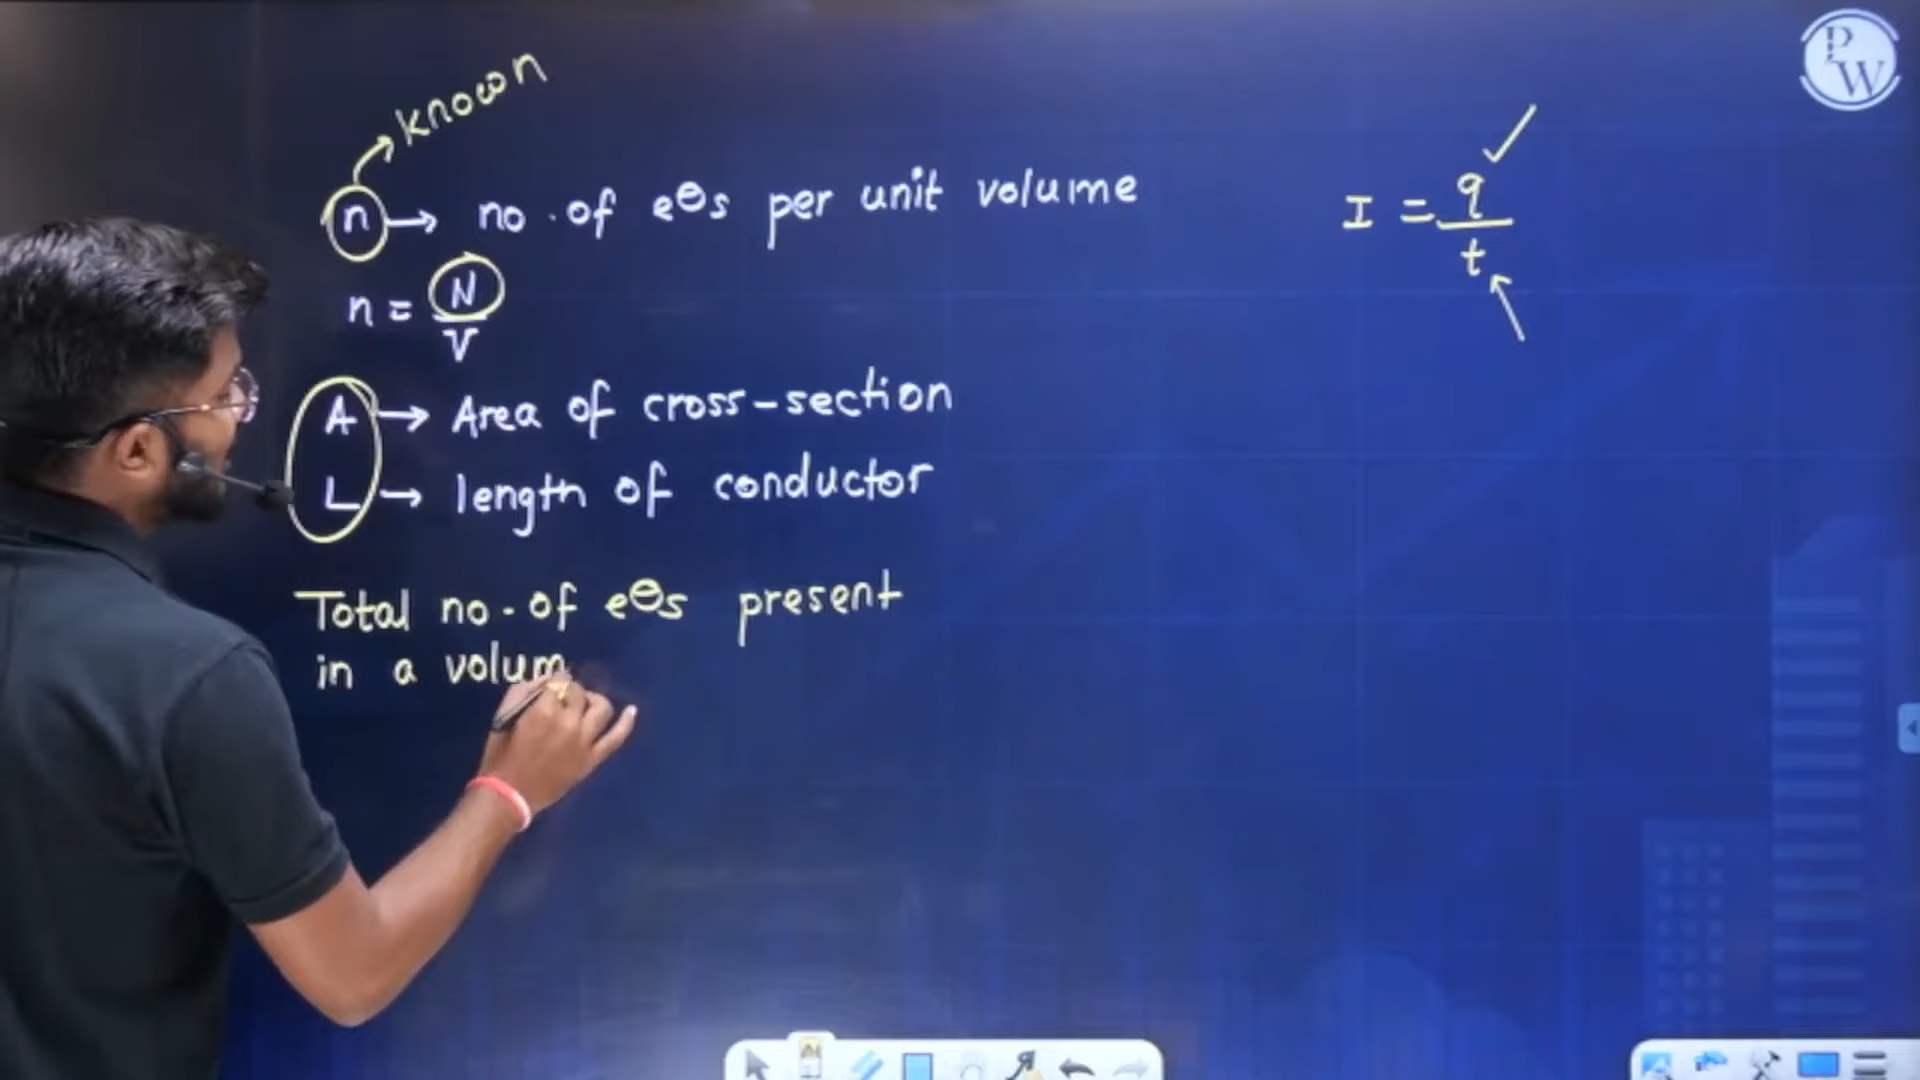 known
n → no. of e⊖s per unit volume
n = N/V
A → Area of cross-section
L → length of conductor
Total no. of e⊖s present
in a volum
I = q/t
PW